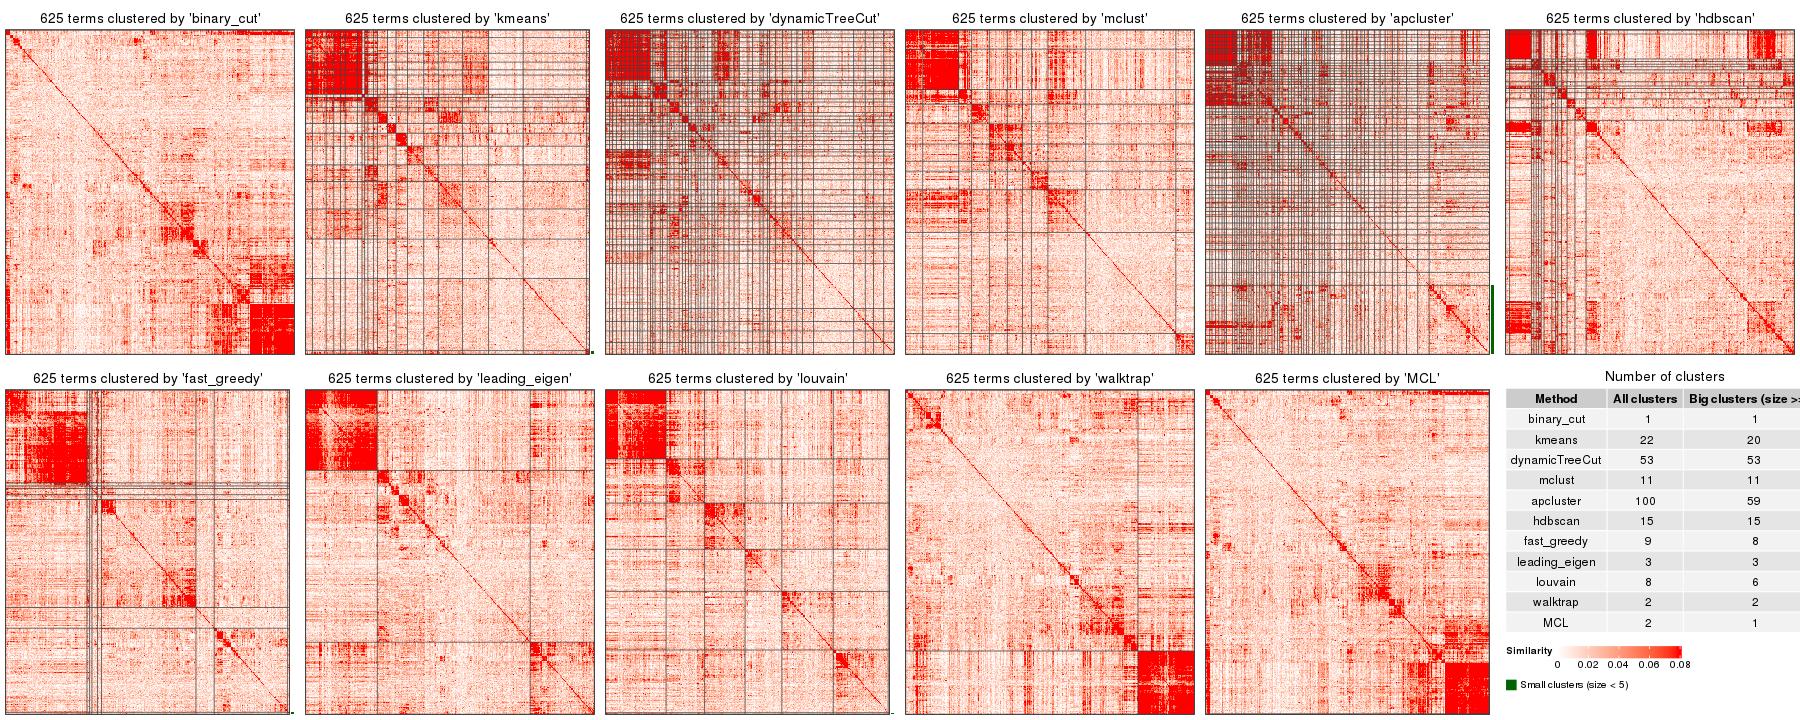 625 terms clustered by 'binary_cut'
625 terms clustered by 'kmeans'
625 terms clustered by 'dynamicTreeCut'
625 terms clustered by 'mclust'
625 terms clustered by 'apcluster'
625 terms clustered by 'hdbscan'
625 terms clustered by 'fast_greedy'
625 terms clustered by 'leading_eigen'
625 terms clustered by 'louvain'
625 terms clustered by 'walktrap'
625 terms clustered by 'MCL'
Number of clusters
Method All clusters Big clusters (size >=
binary_cut 1 1
kmeans 22 20
dynamicTreeCut 53 53
mclust 11 11
apcluster 100 59
hdbscan 15 15
fast_greedy 9 8
leading_eigen 3 3
louvain 8 6
walktrap 2 2
MCL 2 1
Similarity
0 0.02 0.04 0.06 0.08
Small clusters (size < 5)